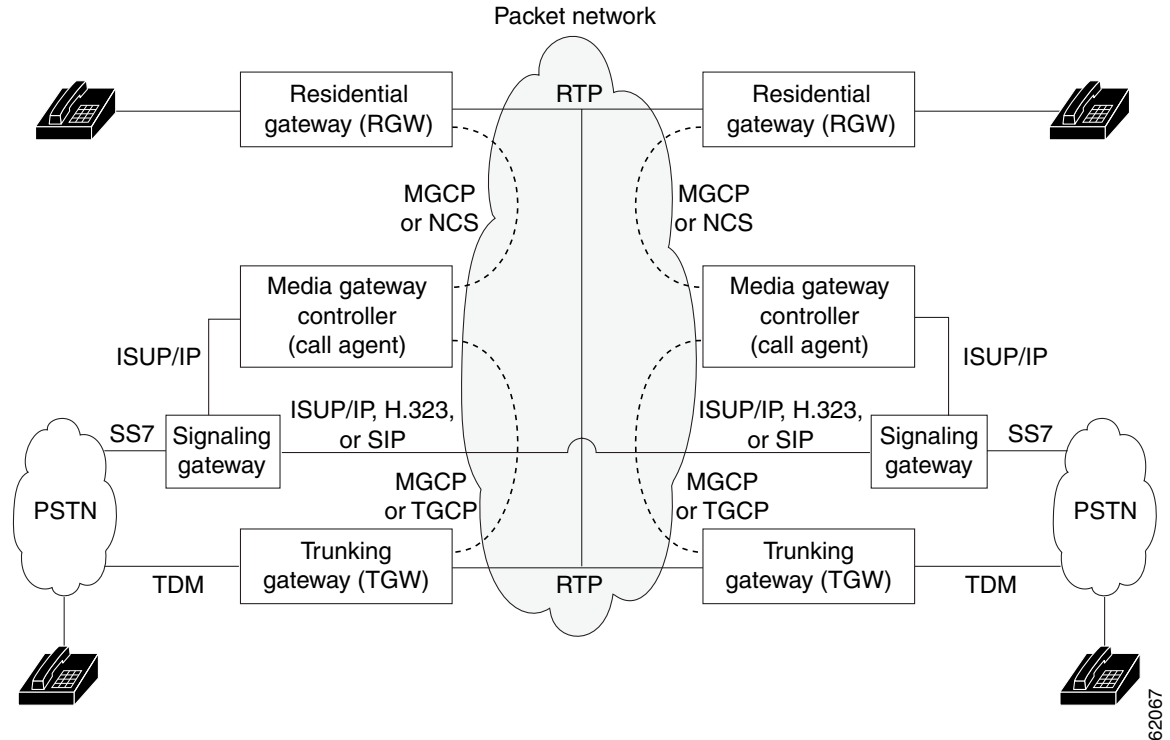 Packet network
Residential
gateway (RGW)
RTP
Residential
gateway (RGW)
MGCP
or NCS
MGCP
or NCS
Media gateway
controller
(call agent)
Media gateway
controller
(call agent)
ISUP/IP
ISUP/IP
ISUP/IP, H.323,
or SIP
ISUP/IP, H.323,
or SIP
SS7
Signaling
gateway
Signaling
gateway
SS7
MGCP
or TGCP
MGCP
or TGCP
PSTN
PSTN
Trunking
gateway (TGW)
Trunking
gateway (TGW)
TDM
RTP
TDM
62067